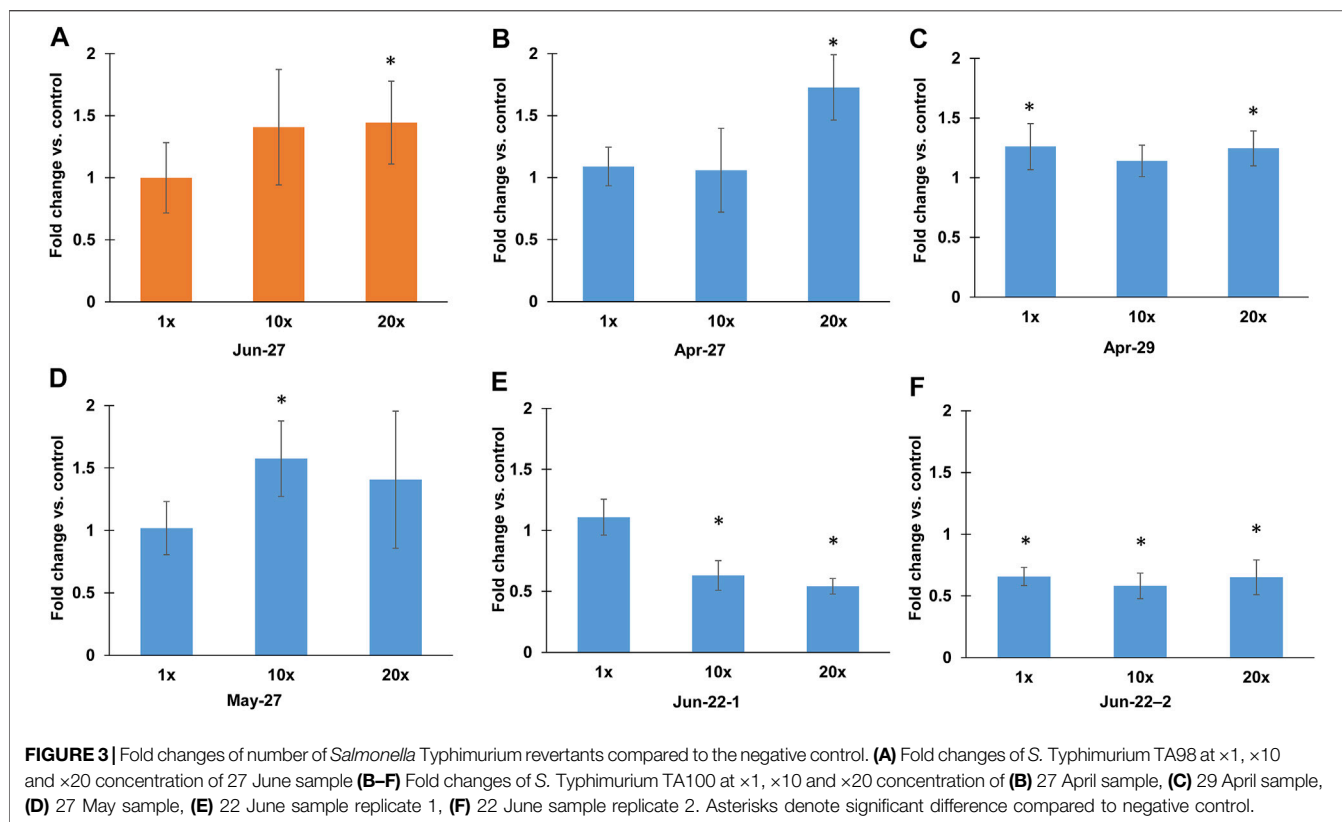 A
Fold change vs. control
2
1.5
1
0.5
0
*
1x 10x 20x
Jun-27
B
Fold change vs. control
2
1.5
1
0.5
0
*
1x 10x 20x
Apr-27
C
Fold change vs. control
2
1.5
1
0.5
0
* *
1x 10x 20x
Apr-29
D
Fold change vs. control
2
1.5
1
0.5
0
*
1x 10x 20x
May-27
E
Fold change vs. control
2
1.5
1
0.5
0
* *
1x 10x 20x
Jun-22-1
F
Fold change vs. control
2
1.5
1
0.5
0
* * *
1x 10x 20x
Jun-22–2
FIGURE 3 | Fold changes of number of Salmonella Typhimurium revertants compared to the negative control. (A) Fold changes of S. Typhimurium TA98 at ×1, ×10
and ×20 concentration of 27 June sample (B–F) Fold changes of S. Typhimurium TA100 at ×1, ×10 and ×20 concentration of (B) 27 April sample, (C) 29 April sample,
(D) 27 May sample, (E) 22 June sample replicate 1, (F) 22 June sample replicate 2. Asterisks denote significant difference compared to negative control.